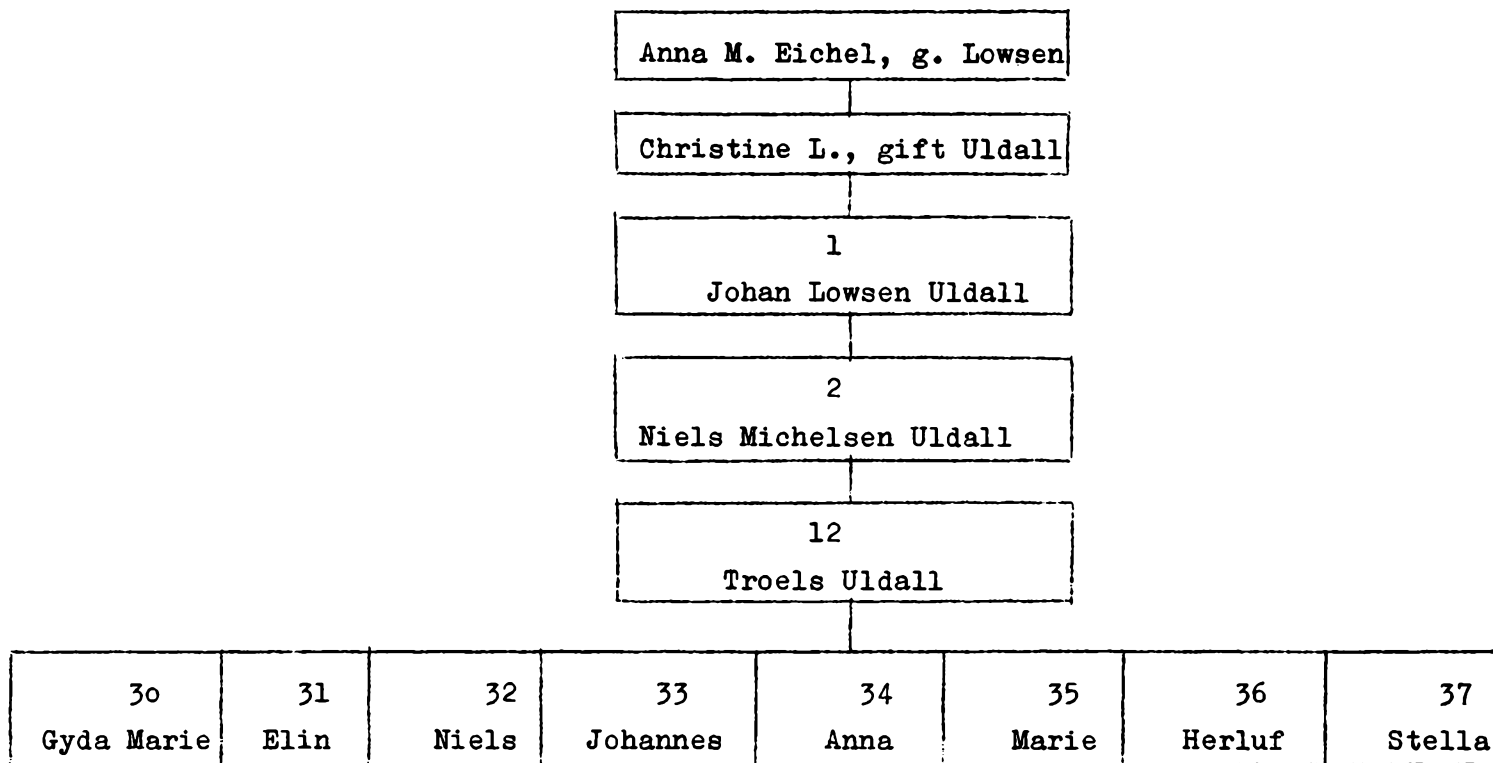 Anna M. Eichel, g. Lowsen
Christine L., gift Uldall
1
Johan Lowsen Uldall
2
Niels Michelsen Uldall
12
Troels Uldall
30 31 32 33 34 35 36 37
Gyda Marie Elin Niels Johannes Anna Marie Herluf Stella